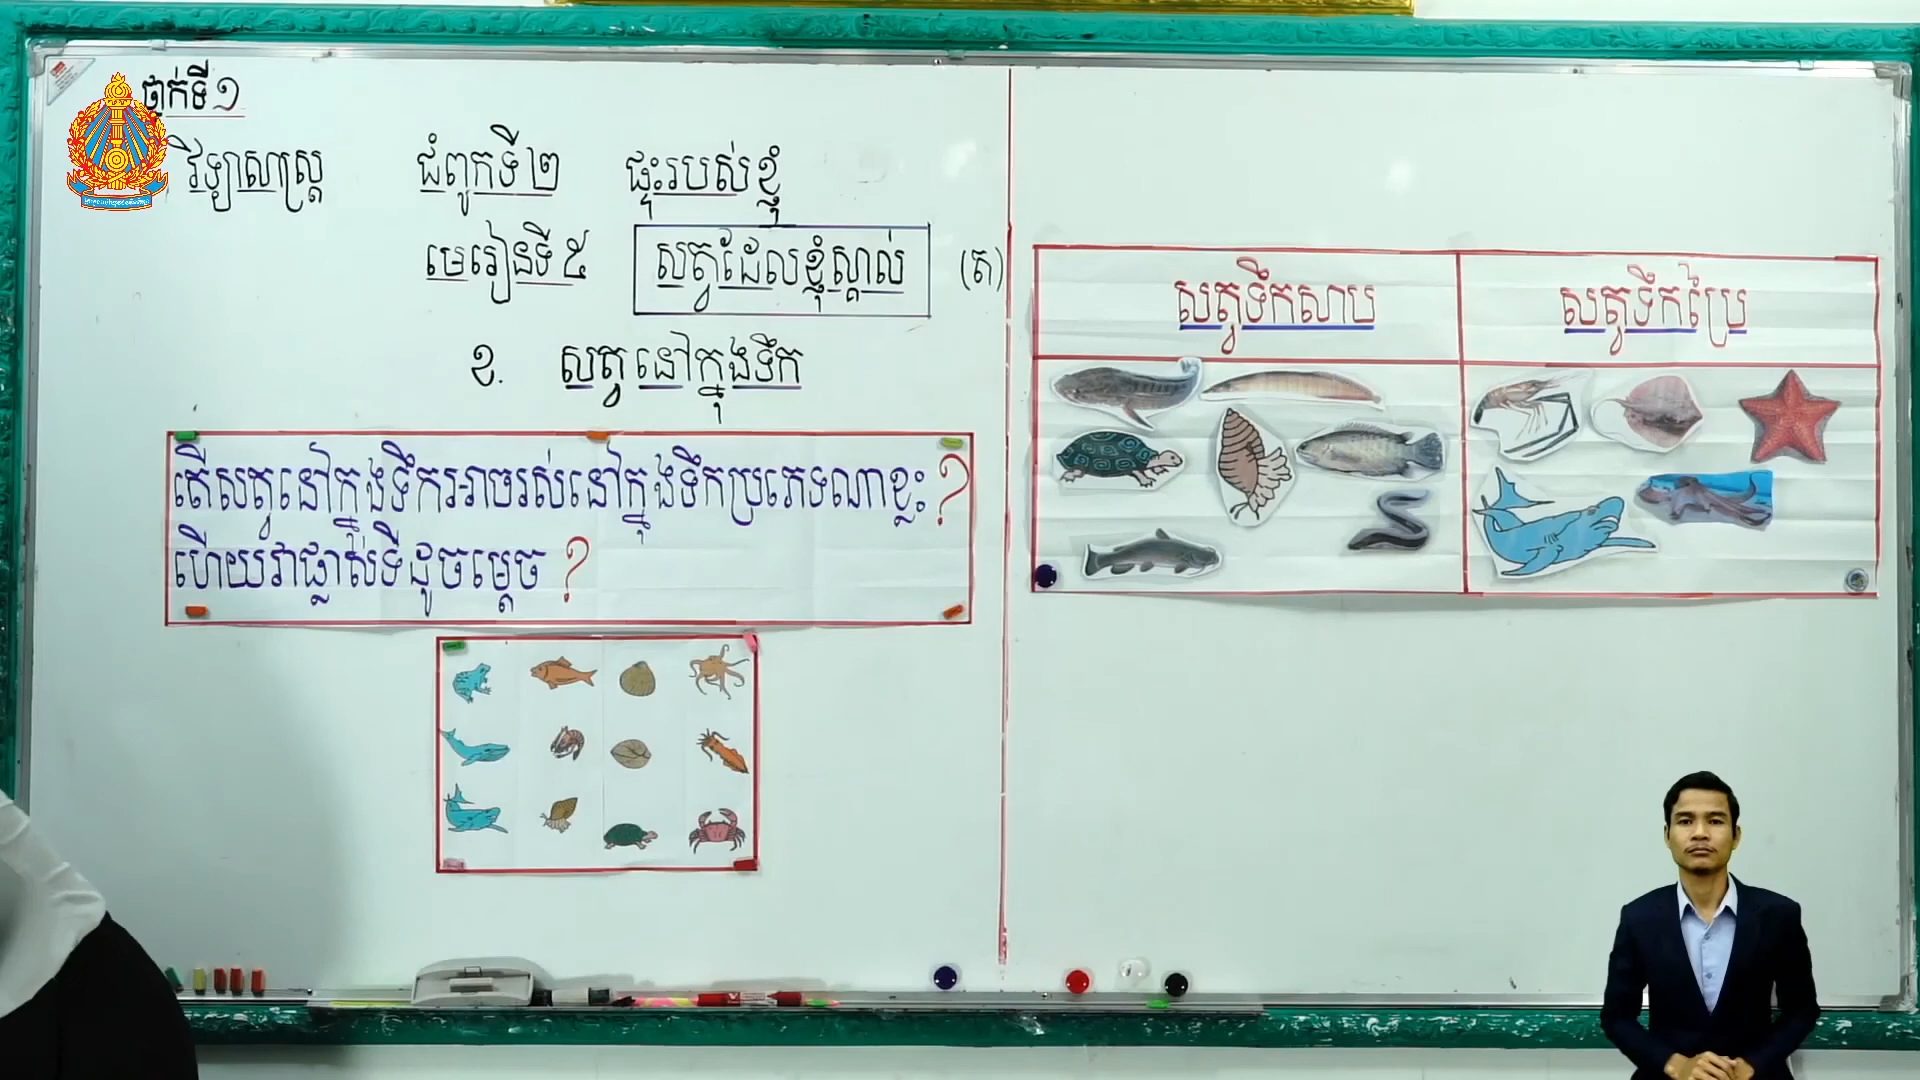 ថ្នាក់ទី ១
វិទ្យាសាស្ត្រ ជំពូកទី ២ ផ្ទះរបស់ខ្ញុំ
មេរៀនទី ៥ សត្វដែលខ្ញុំស្គាល់ (ត)
ខ. សត្វនៅក្នុងទឹក
តើសត្វនៅក្នុងទឹកអាចរស់នៅក្នុងទឹកប្រភេទណាខ្លះ ?
ហើយវាផ្លាស់ទីដូចម្តេច ?
សត្វទឹកសាប សត្វទឹកប្រៃ